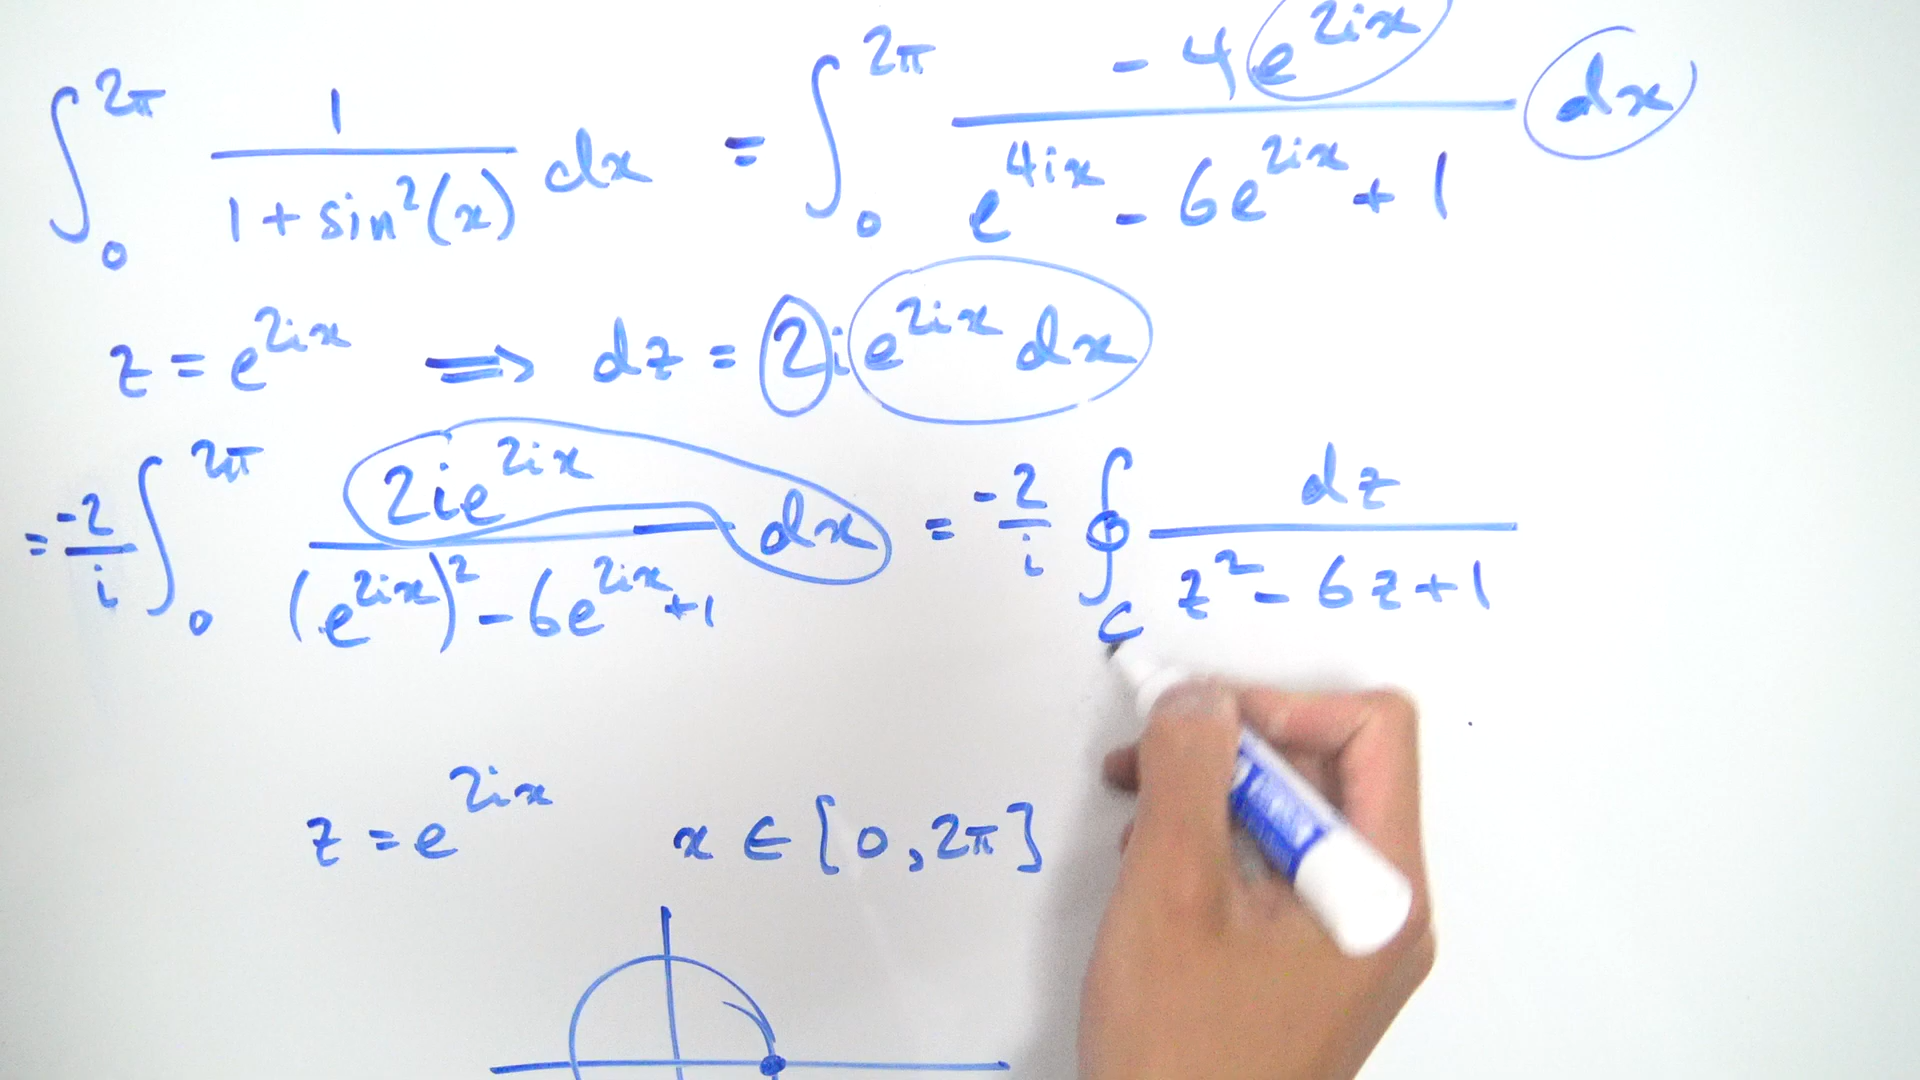 ∫₀^{2π} 1/(1 + sin²(x)) dx = ∫₀^{2π} -4e^{2ix}/(e^{4ix} - 6e^{2ix} + 1) dx
z = e^{2ix} ⟹ dz = 2ie^{2ix} dx
= -2/i ∫₀^{2π} 2ie^{2ix}/((e^{2ix})² - 6e^{2ix} + 1) dx = -2/i ∮_C dz/(z² - 6z + 1)
z = e^{2ix} x ∈ [0, 2π]